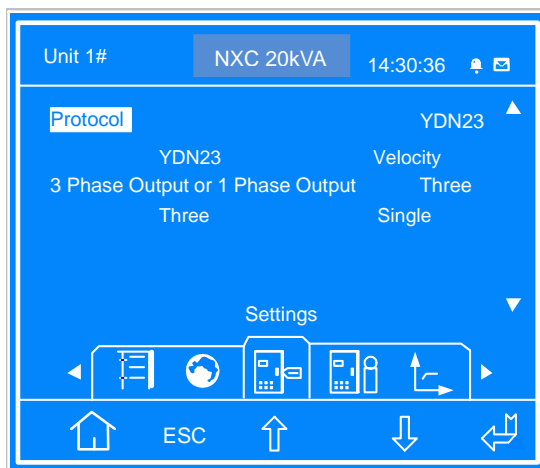 Unit 1# NXC 20kVA 14:30:36
Protocol YDN23
YDN23 Velocity
3 Phase Output or 1 Phase Output Three
Three Single
Settings
ESC